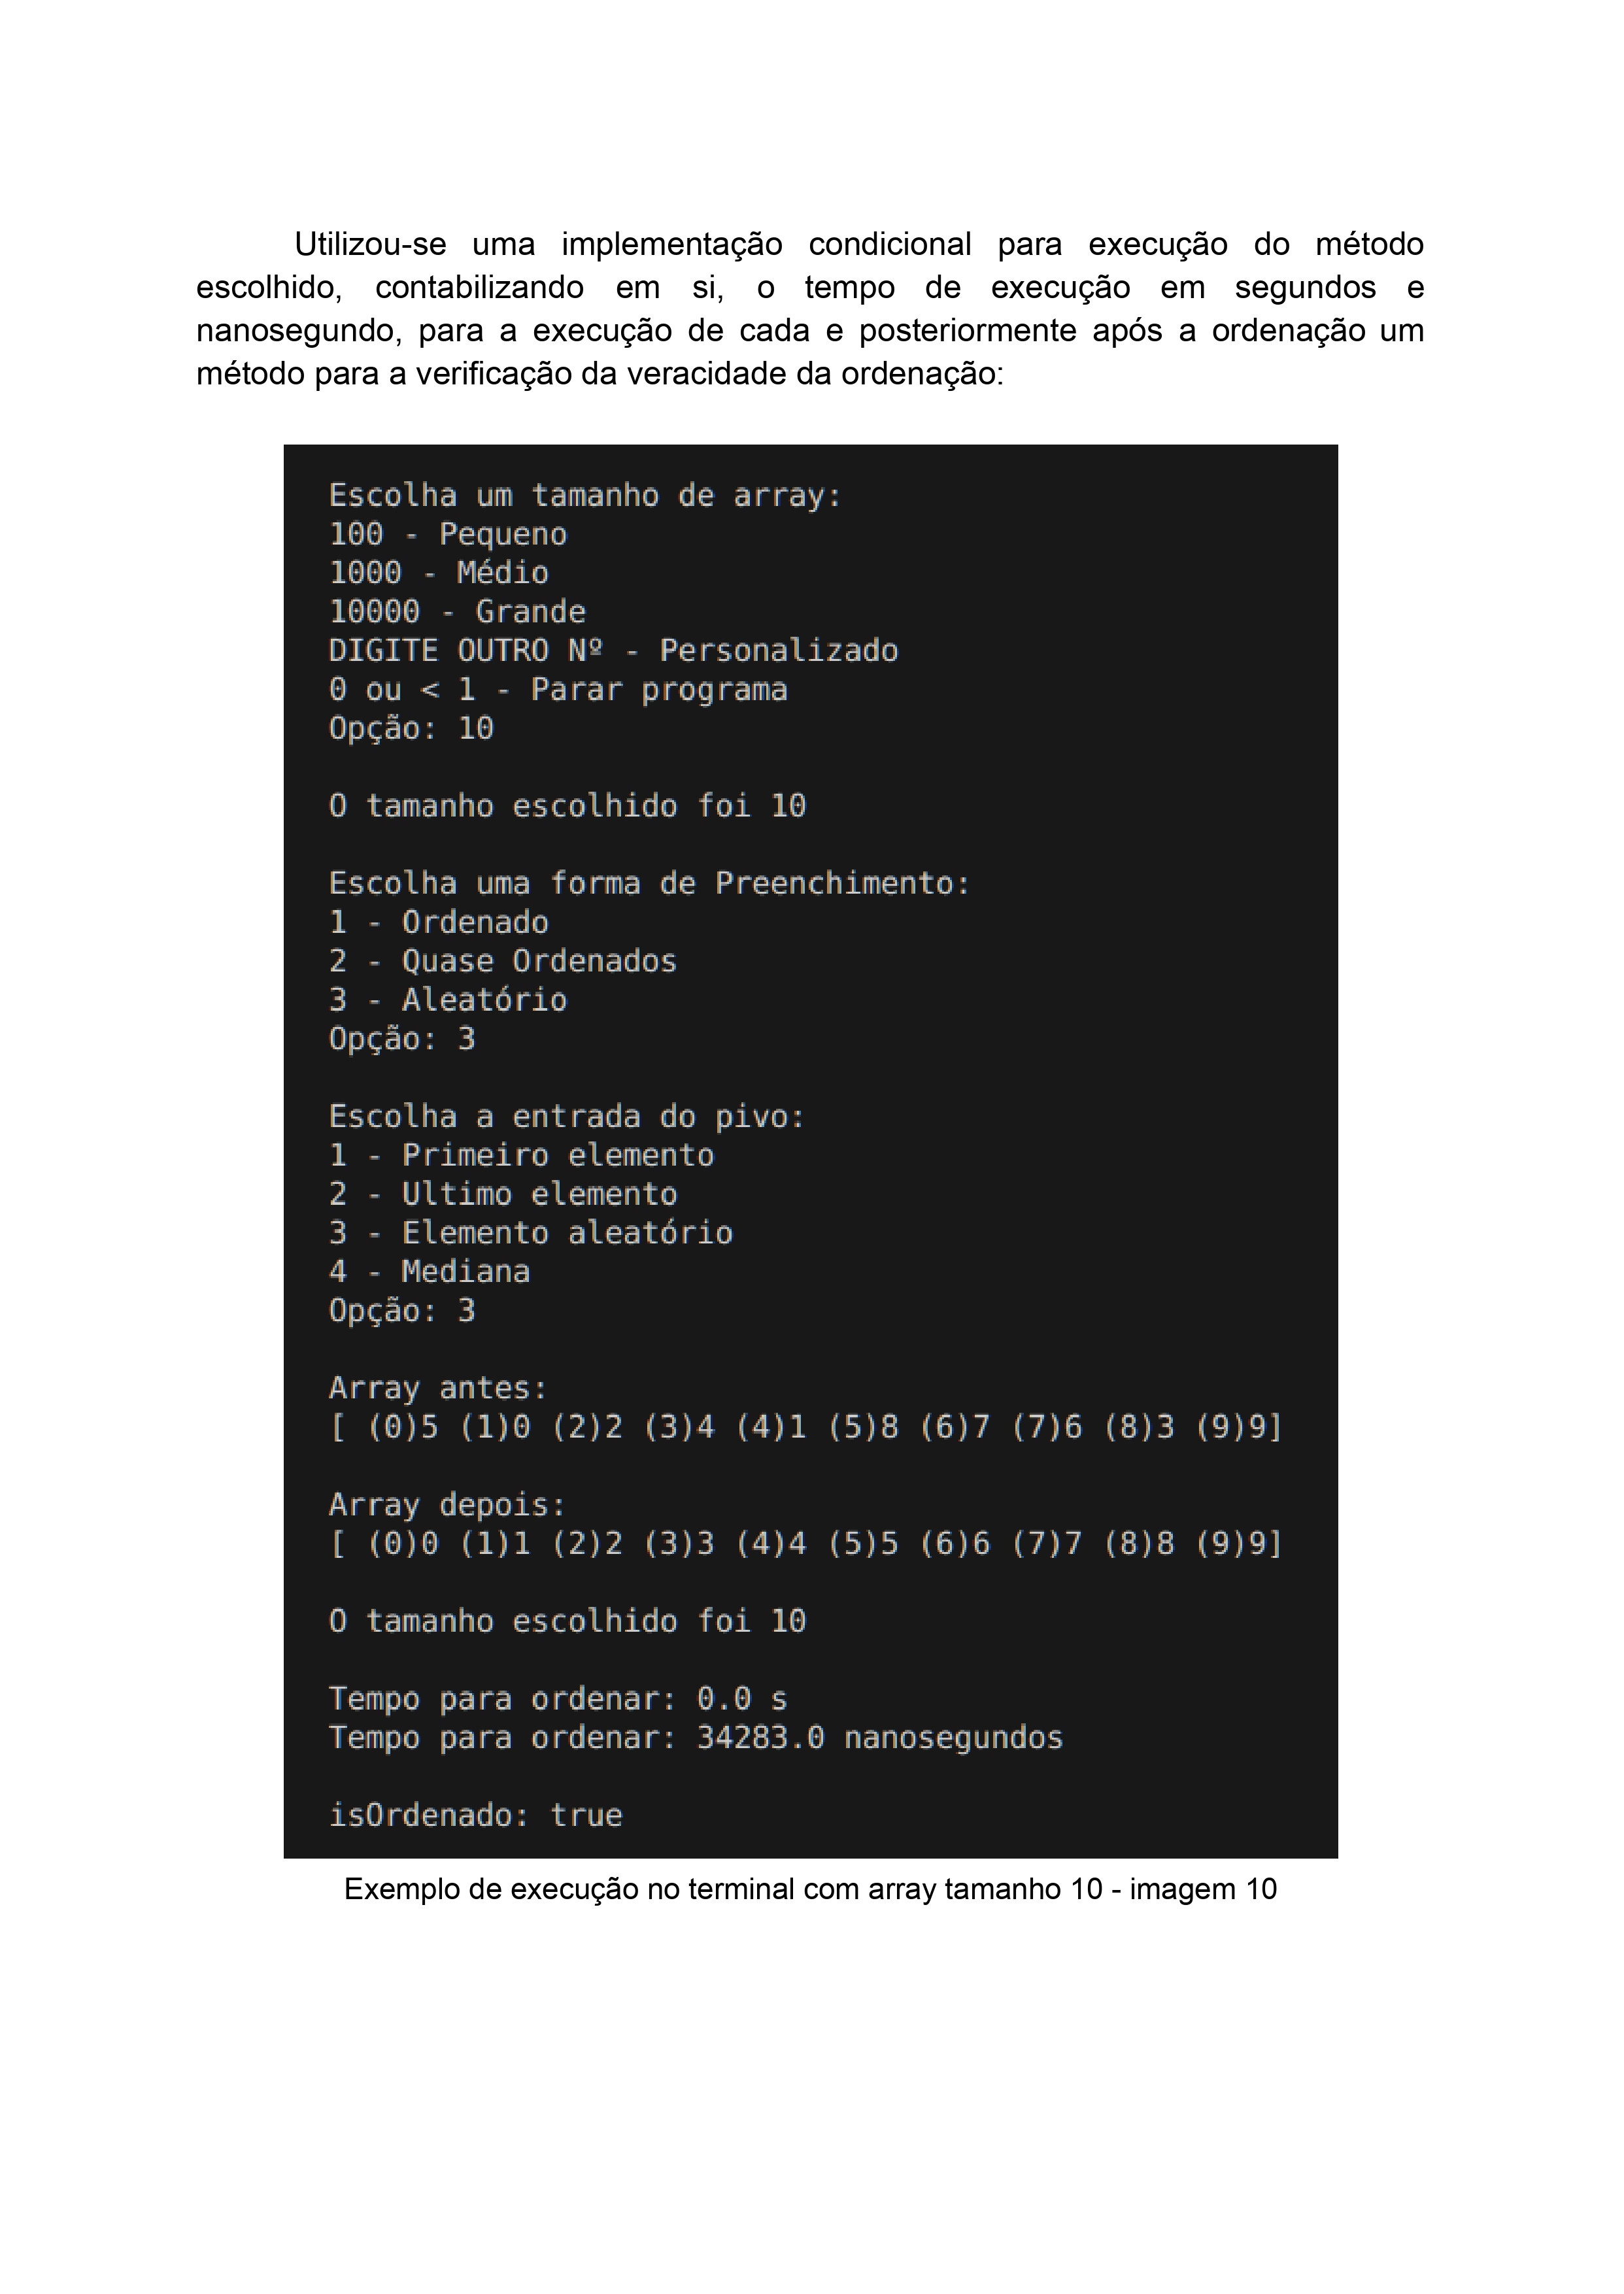 Utilizou-se uma implementação condicional para execução do método
escolhido, contabilizando em si, o tempo de execução em segundos e
nanosegundo, para a execução de cada e posteriormente após a ordenação um
método para a verificação da veracidade da ordenação:
Escolha um tamanho de array:
100 - Pequeno
1000 - Médio
10000 - Grande
DIGITE OUTRO Nº - Personalizado
0 ou < 1 - Parar programa
Opção: 10
O tamanho escolhido foi 10
Escolha uma forma de Preenchimento:
1 - Ordenado
2 - Quase Ordenados
3 - Aleatório
Opção: 3
Escolha a entrada do pivo:
1 - Primeiro elemento
2 - Ultimo elemento
3 - Elemento aleatório
4 - Mediana
Opção: 3
Array antes:
[ (0)5 (1)0 (2)2 (3)4 (4)1 (5)8 (6)7 (7)6 (8)3 (9)9]
Array depois:
[ (0)0 (1)1 (2)2 (3)3 (4)4 (5)5 (6)6 (7)7 (8)8 (9)9]
O tamanho escolhido foi 10
Tempo para ordenar: 0.0 s
Tempo para ordenar: 34283.0 nanosegundos
isOrdenado: true
Exemplo de execução no terminal com array tamanho 10 - imagem 10